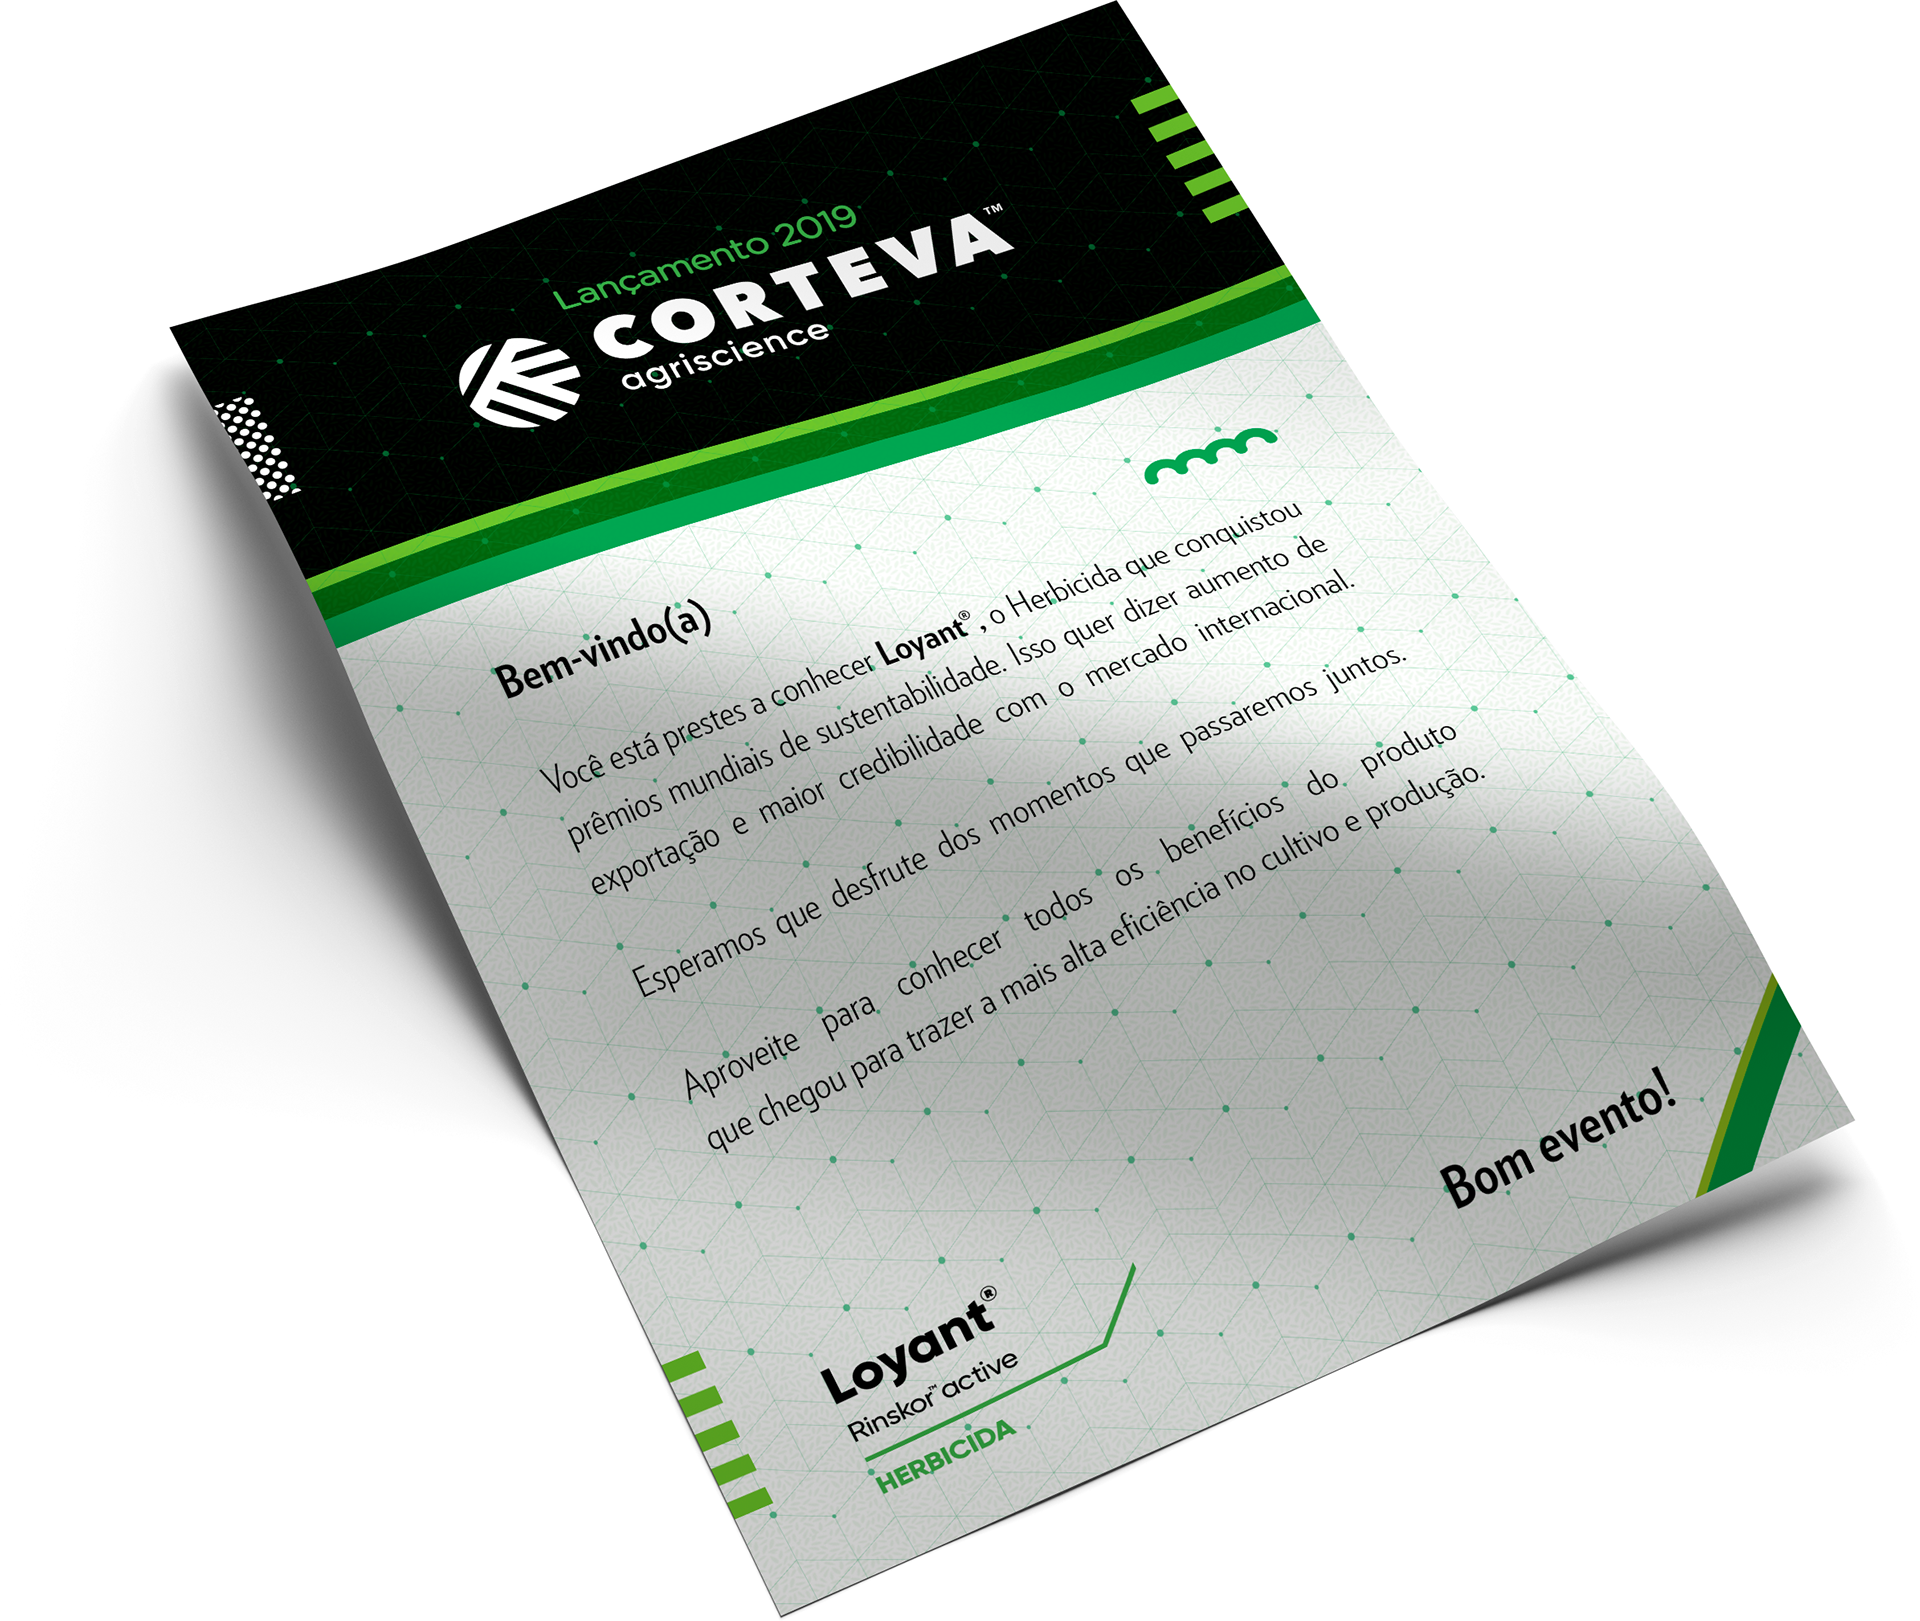 Lançamento 2019
CORTEVA™
agriscience
Bem-vindo(a)
Você está prestes a conhecer Loyant® , o Herbicida que conquistou
prêmios mundiais de sustentabilidade. Isso quer dizer aumento de
exportação e maior credibilidade com o mercado internacional.
Esperamos que desfrute dos momentos que passaremos juntos.
Aproveite para conhecer todos os benefícios do produto
que chegou para trazer a mais alta eficiência no cultivo e produção.
Bom evento!
Loyant®
Rinskor™ active
HERBICIDA